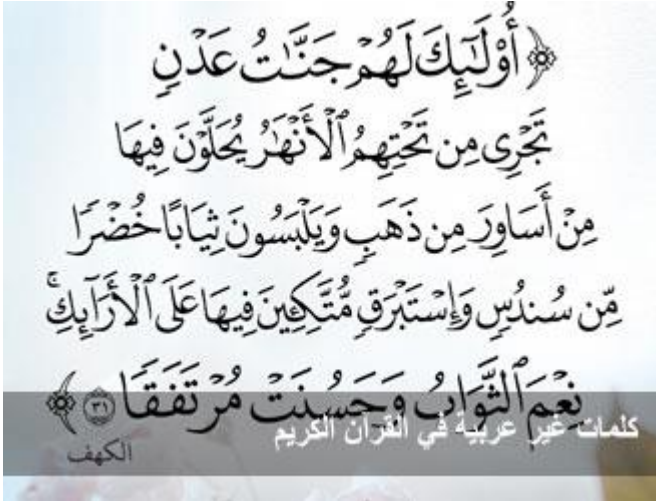 ﴿ أُوْلَٰٓئِكَ لَهُمۡ جَنَّٰتُ عَدۡنٖ
تَجۡرِي مِن تَحۡتِهِمُ ٱلۡأَنۡهَٰرُ يُحَلَّوۡنَ فِيهَا
مِنۡ أَسَاوِرَ مِن ذَهَبٖ وَيَلۡبَسُونَ ثِيَابًا خُضۡرٗا
مِّن سُندُسٖ وَإِسۡتَبۡرَقٖ مُّتَّكِـِٔينَ فِيهَا عَلَى ٱلۡأَرَآئِكِۚ
نِعۡمَ ٱلثَّوَابُ وَحَسُنَتۡ مُرۡتَفَقٗا ٣١ ﴾
كلمات غير عربية في القرآن الكريم
الكهف